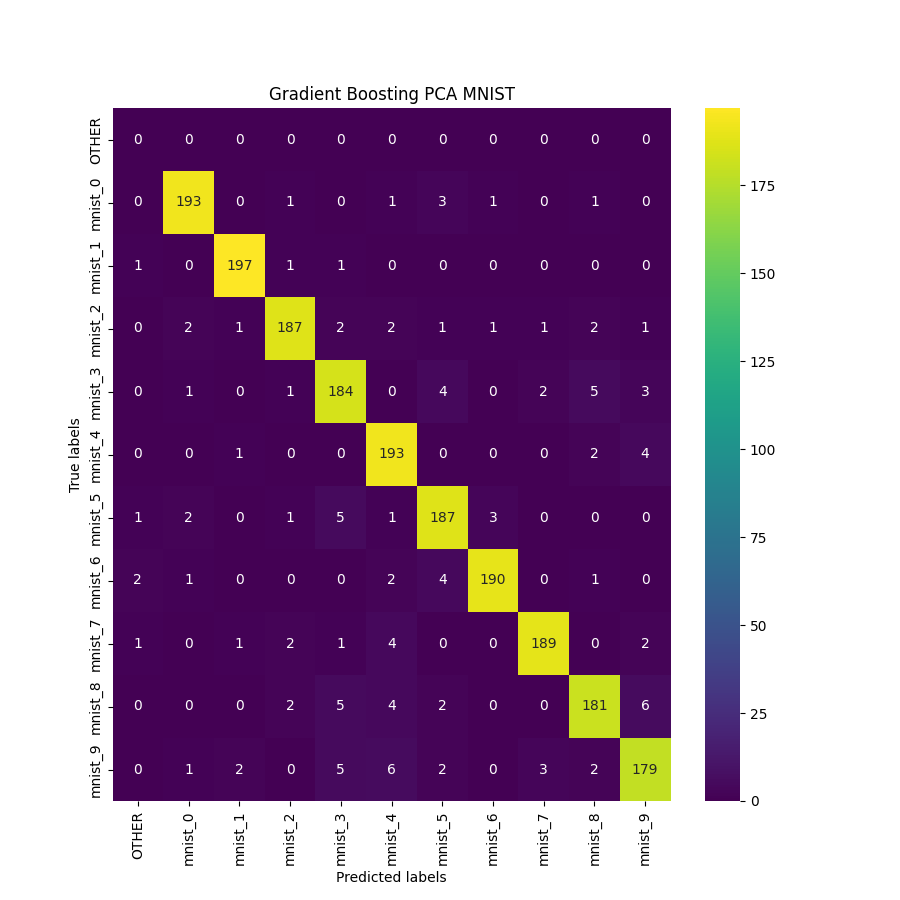 Gradient Boosting PCA MNIST
True labels
OTHER 0 0 0 0 0 0 0 0 0 0 0
mnist_0 0 193 0 1 0 1 3 1 0 1 0
mnist_1 1 0 197 1 1 0 0 0 0 0 0
mnist_2 0 2 1 187 2 2 1 1 1 2 1
mnist_3 0 1 0 1 184 0 4 0 2 5 3
mnist_4 0 0 1 0 0 193 0 0 0 2 4
mnist_5 1 2 0 1 5 1 187 3 0 0 0
mnist_6 2 1 0 0 0 2 4 190 0 1 0
mnist_7 1 0 1 2 1 4 0 0 189 0 2
mnist_8 0 0 0 2 5 4 2 0 0 181 6
mnist_9 0 1 2 0 5 6 2 0 3 2 179
OTHER mnist_0 mnist_1 mnist_2 mnist_3 mnist_4 mnist_5 mnist_6 mnist_7 mnist_8 mnist_9
Predicted labels
175
150
125
100
75
50
25
0